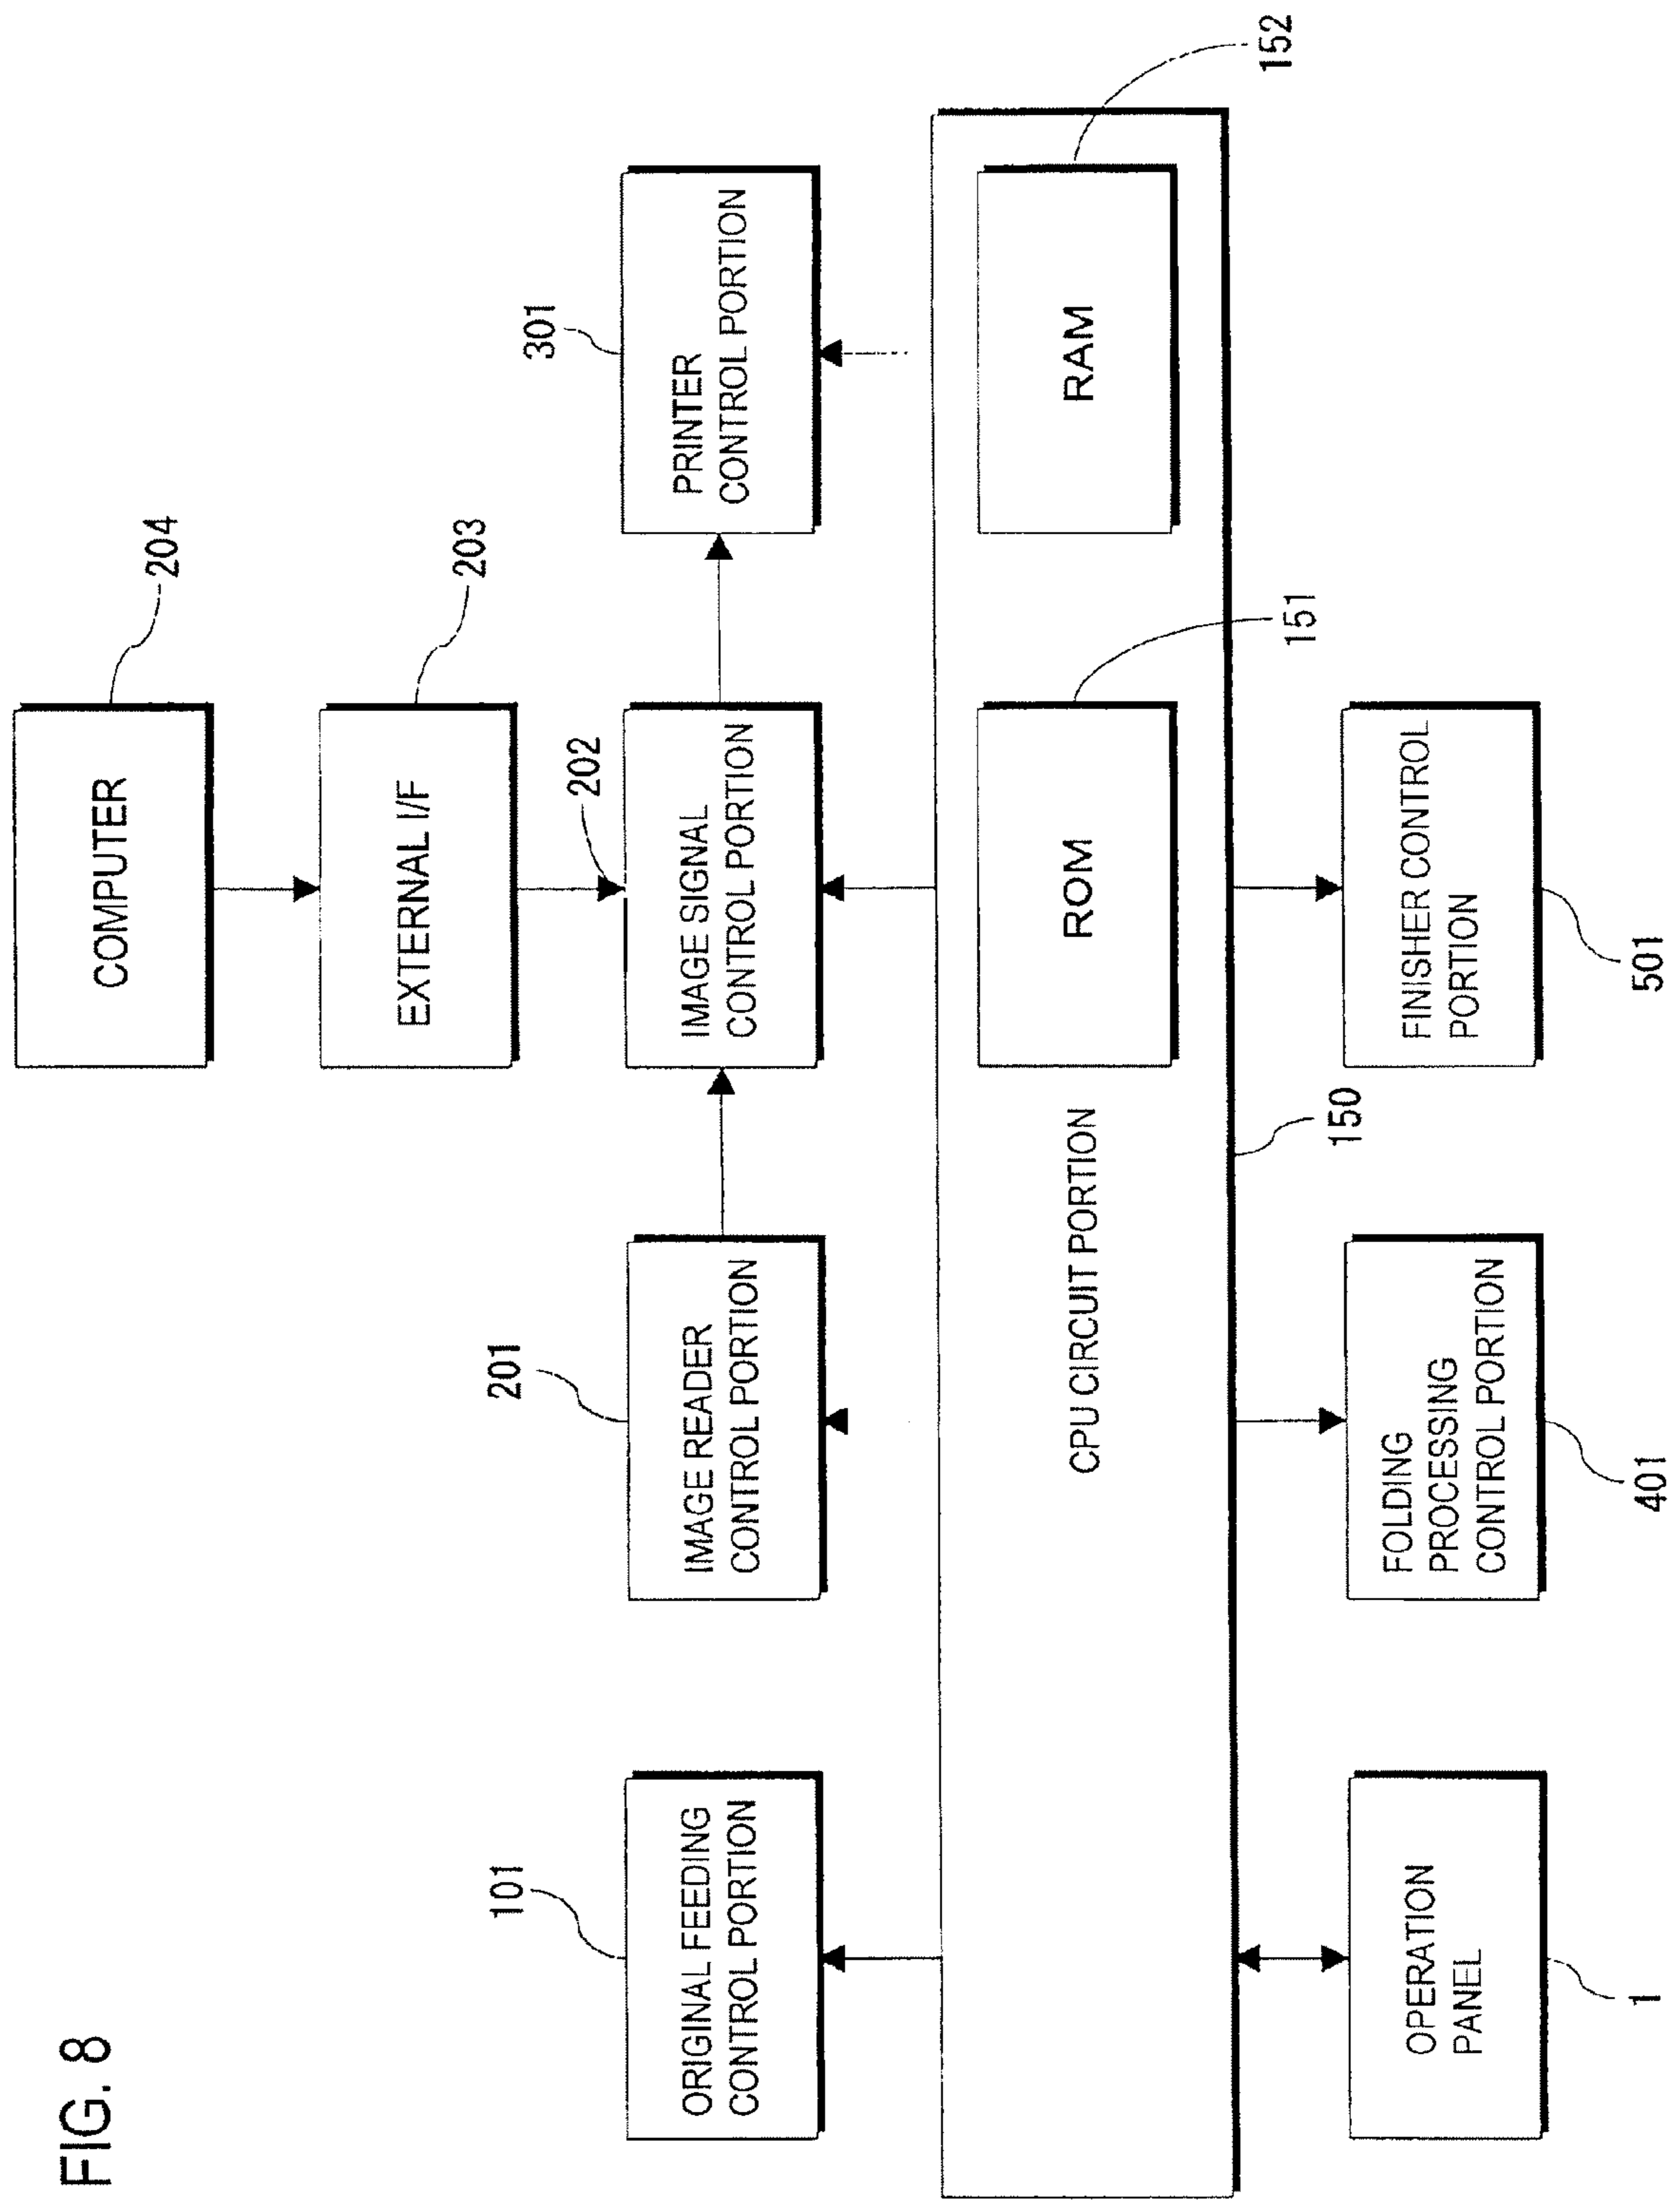 FIG. 8
COMPUTER
204
EXTERNAL I/F
203
202
101
ORIGINAL FEEDING
CONTROL PORTION
201
IMAGE READER
CONTROL PORTION
IMAGE SIGNAL
CONTROL PORTION
301
PRINTER
CONTROL PORTION
CPU CIRCUIT PORTION
ROM
RAM
152
151
150
OPERATION
PANEL
1
FOLDING
PROCESSING
CONTROL PORTION
401
FINISHER CONTROL
PORTION
501